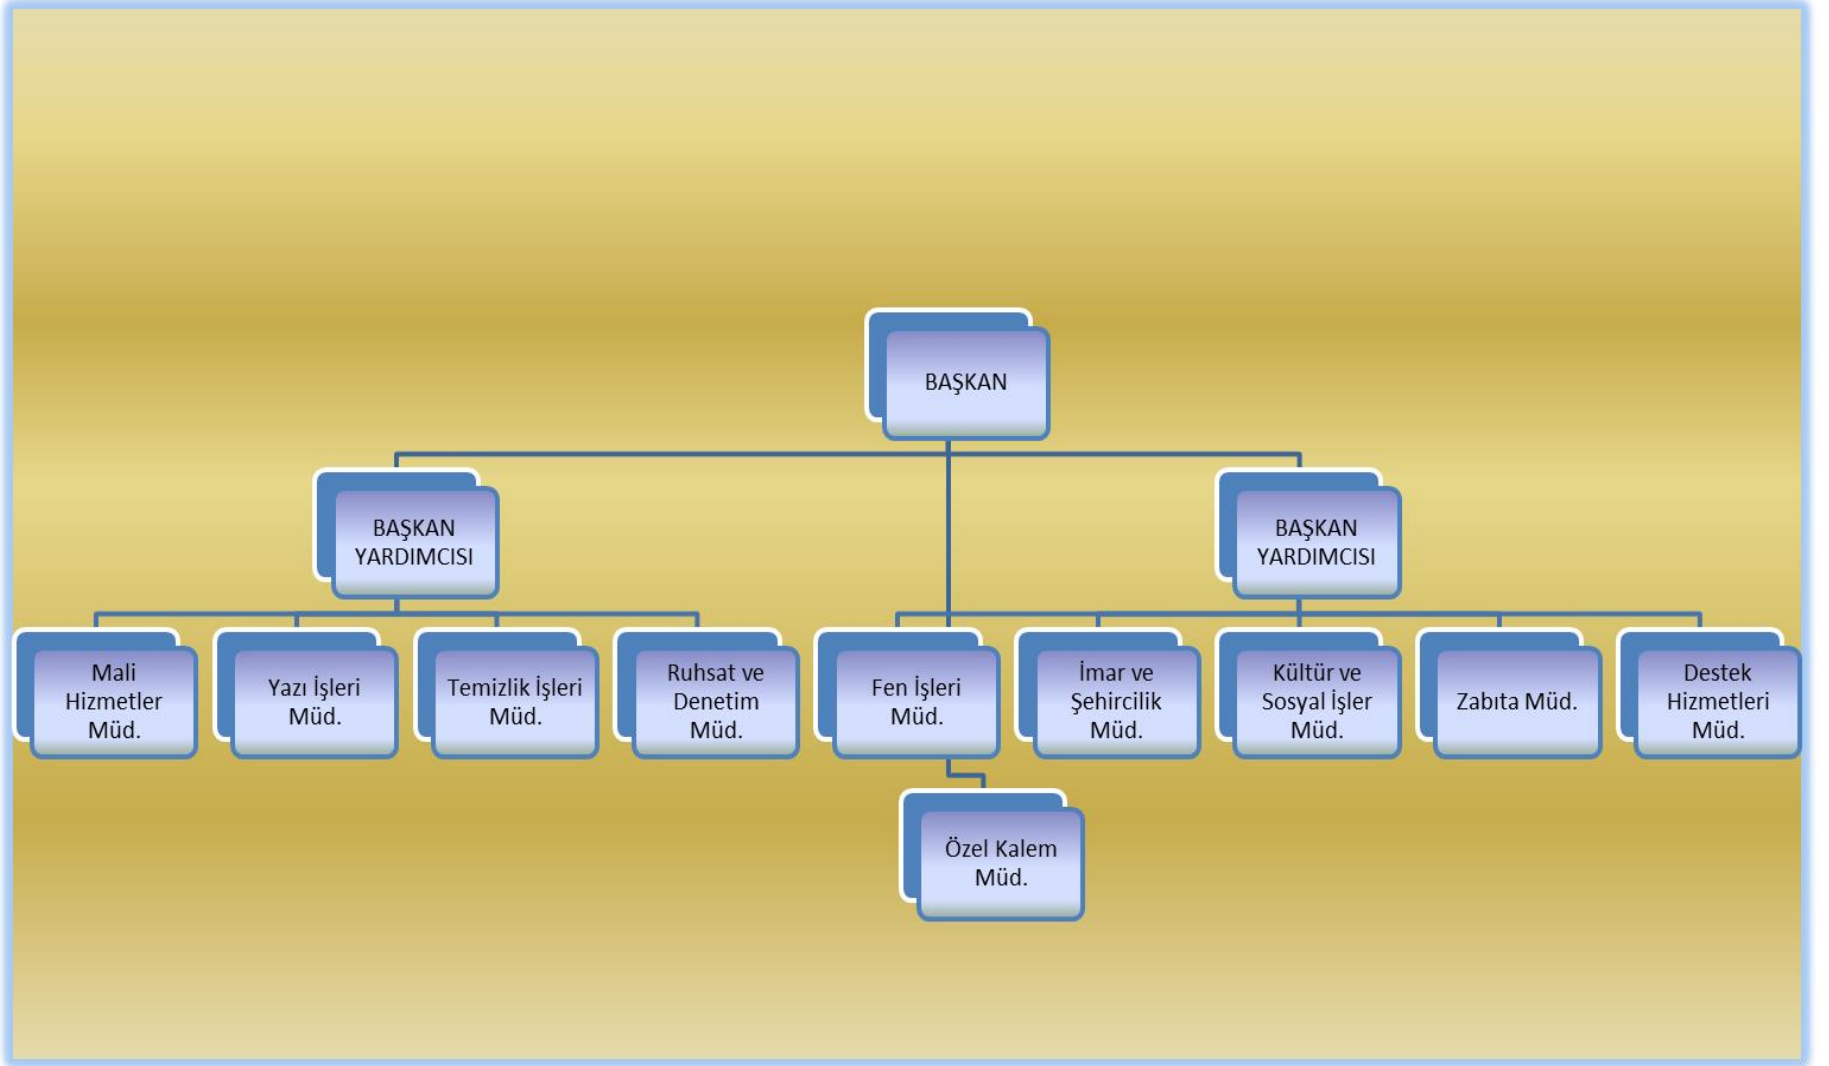 BAŞKAN
BAŞKAN
YARDIMCISI
BAŞKAN
YARDIMCISI
Mali
Hizmetler
Müd.
Yazı İşleri
Müd.
Temizlik İşleri
Müd.
Ruhsat ve
Denetim
Müd.
Fen İşleri
Müd.
İmar ve
Şehircilik
Müd.
Kültür ve
Sosyal İşler
Müd.
Zabıta Müd.
Destek
Hizmetleri
Müd.
Özel Kalem
Müd.